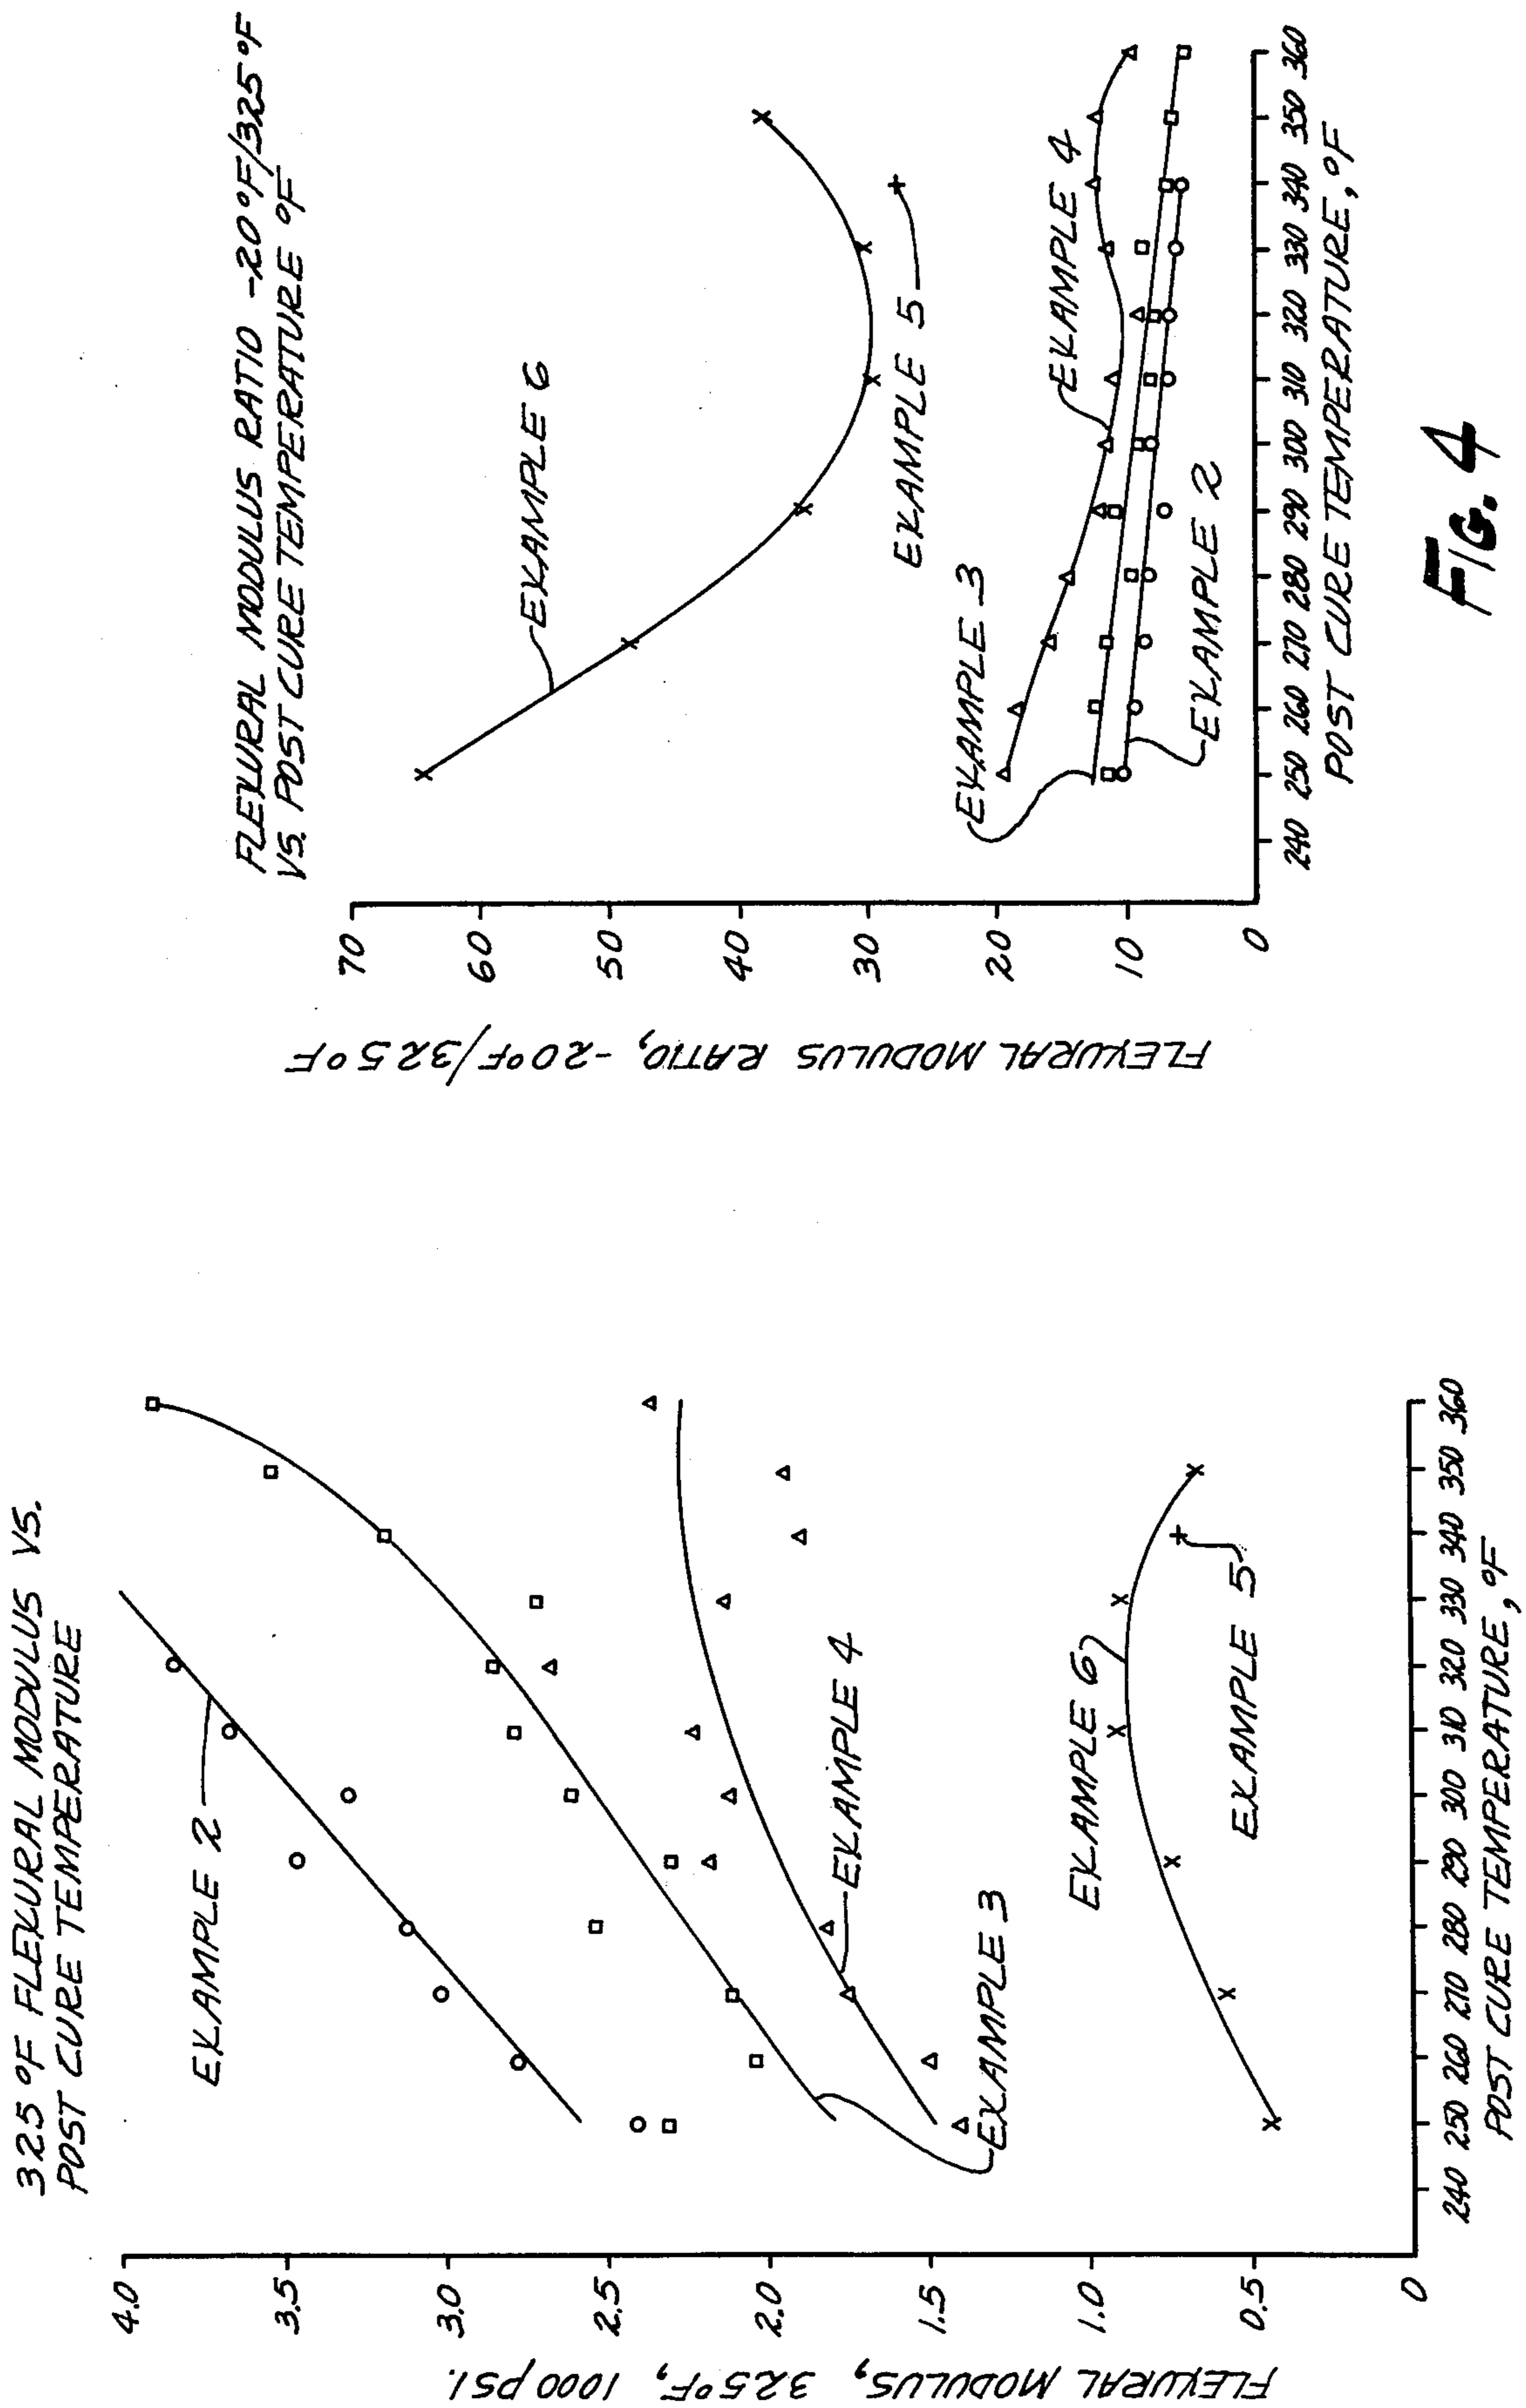 325 °F FLEXURAL MODULUS VS.
POST CURE TEMPERATURE
FLEXURAL MODULUS, 325°F, 1000 PSI.
4.0
3.5
3.0
2.5
2.0
1.5
1.0
0.5
0
EXAMPLE 2
EXAMPLE 4
EXAMPLE 3
EXAMPLE 6
EXAMPLE 5
240 250 260 270 280 290 300 310 320 330 340 350 360
POST CURE TEMPERATURE, °F
FLEXURAL MODULUS RATIO -20°F/325°F
VS. POST CURE TEMPERATURE °F
FLEXURAL MODULUS RATIO, -20°F/325°F
70
60
50
40
30
20
10
0
EXAMPLE 6
EXAMPLE 5
EXAMPLE 3
EXAMPLE 4
EXAMPLE 2
240 250 260 270 280 290 300 310 320 330 340 350 360
POST CURE TEMPERATURE, °F
FIG. 4